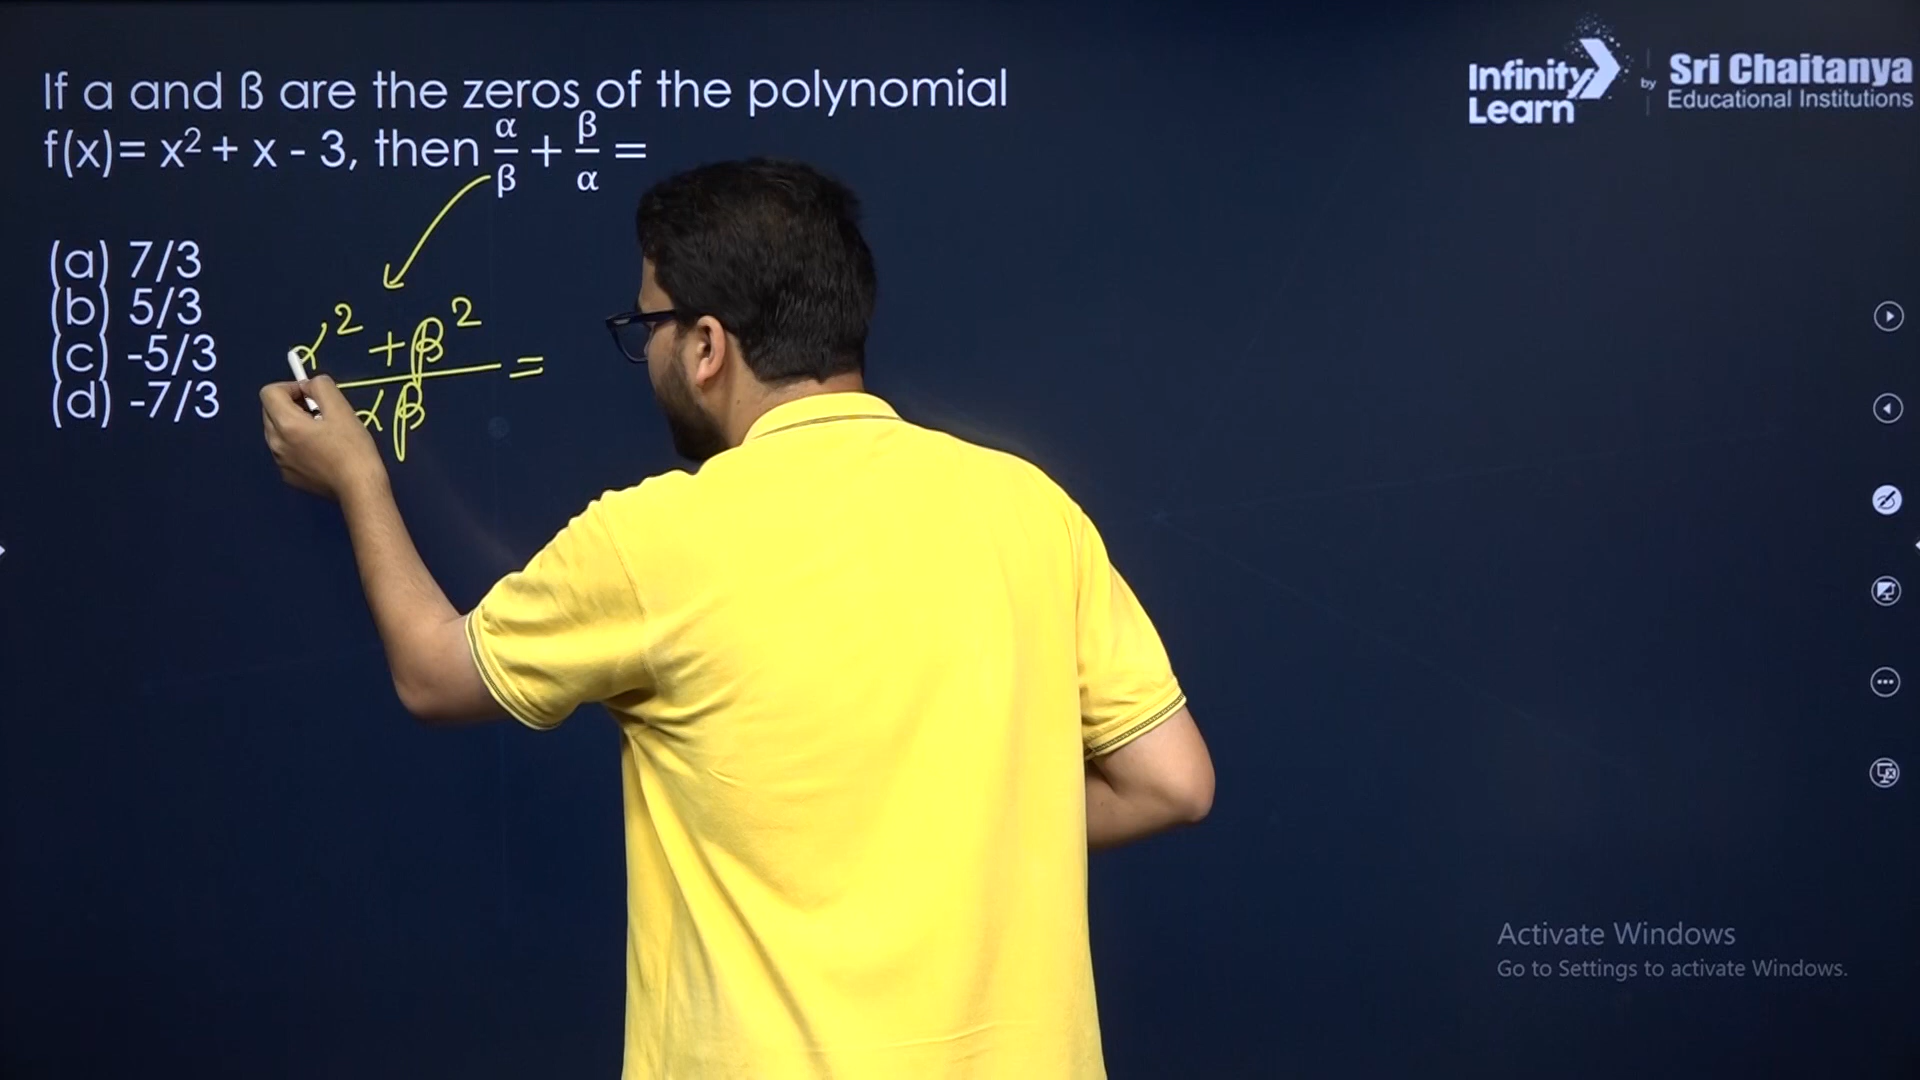 If α and ß are the zeros of the polynomial
f(x)= x² + x - 3, then α/β + β/α =
(a) 7/3
(b) 5/3
(c) -5/3
(d) -7/3
α² + β²
αβ
=
Infinity Learn by Sri Chaitanya
Educational Institutions
Activate Windows
Go to Settings to activate Windows.